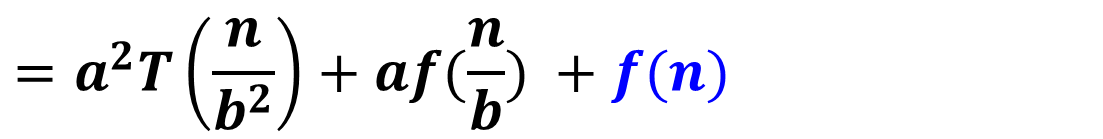 = a²T(n/b²) + af(n/b) + f(n)